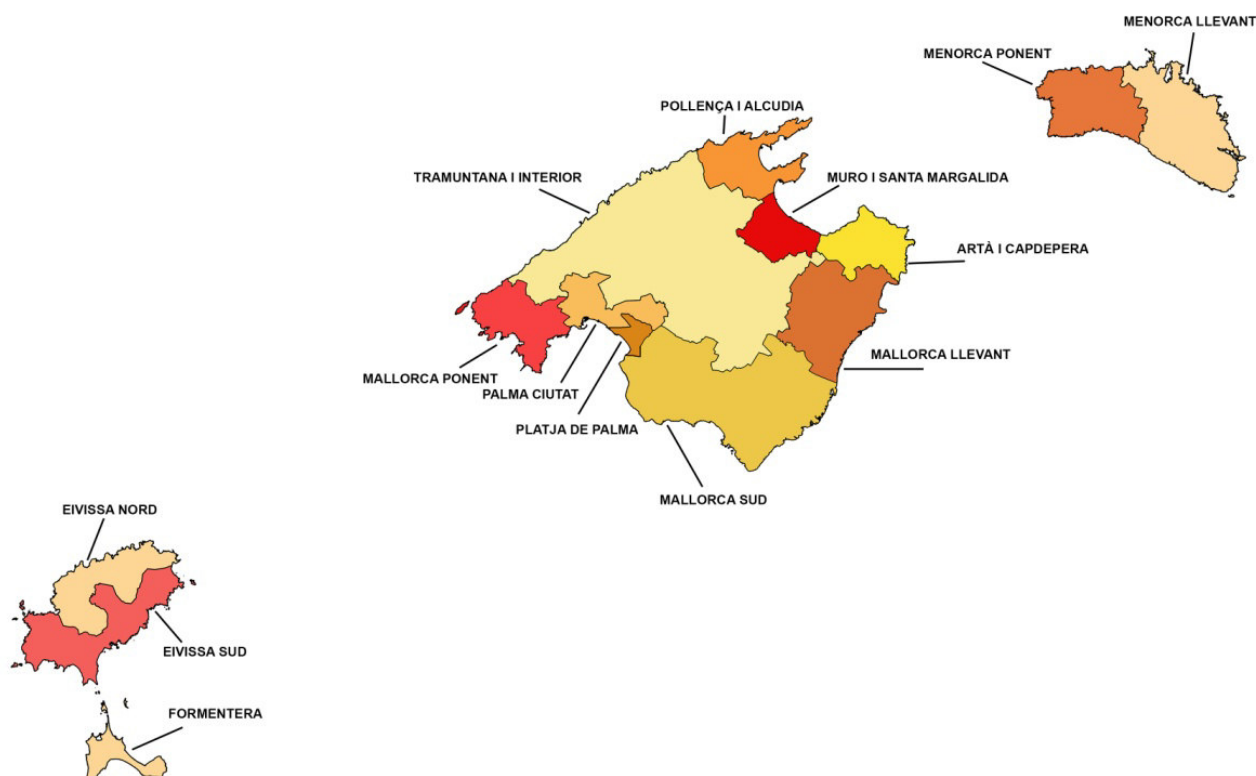 MENORCA LLEVANT
MENORCA PONENT
POLLENÇA I ALCUDIA
TRAMUNTANA I INTERIOR
MURO I SANTA MARGALIDA
ARTÀ I CAPDEPERA
MALLORCA LLEVANT
MALLORCA PONENT
PALMA CIUTAT
PLATJA DE PALMA
MALLORCA SUD
EIVISSA NORD
EIVISSA SUD
FORMENTERA